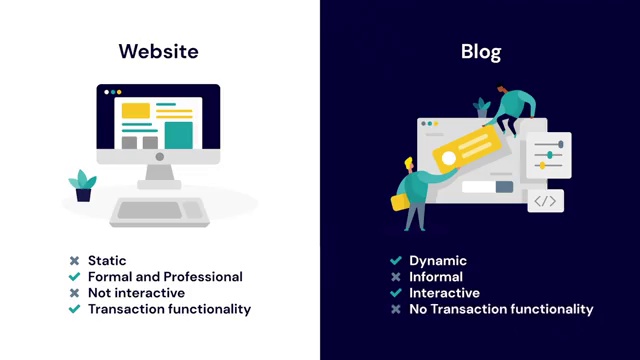 Website
Static
Formal and Professional
Not interactive
Transaction functionality
Blog
</>
Dynamic
Informal
Interactive
No Transaction functionality